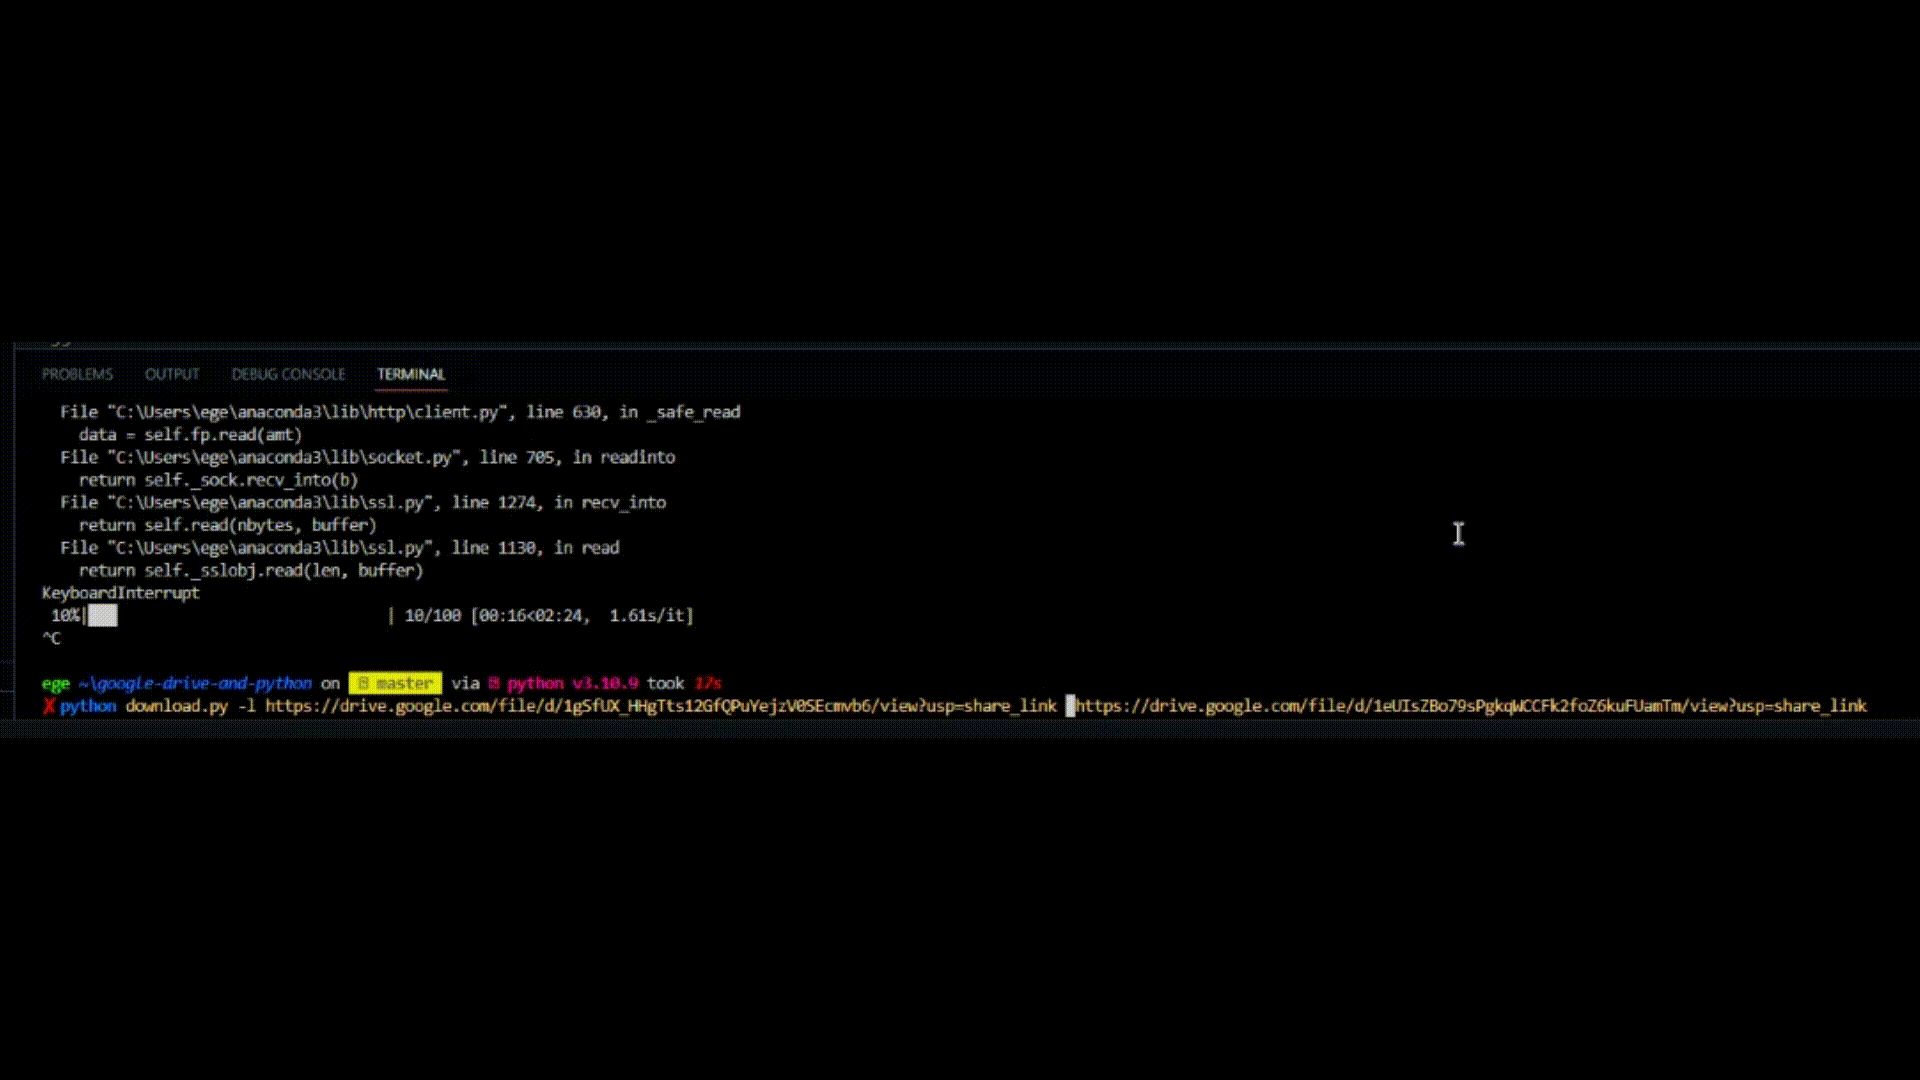 PROBLEMS OUTPUT DEBUG CONSOLE TERMINAL
File "C:\Users\ege\anaconda3\lib\http\client.py", line 630, in _safe_read
data = self.fp.read(amt)
File "C:\Users\ege\anaconda3\lib\socket.py", line 705, in readinto
return self._sock.recv_into(b)
File "C:\Users\ege\anaconda3\lib\ssl.py", line 1274, in recv_into
return self.read(nbytes, buffer)
File "C:\Users\ege\anaconda3\lib\ssl.py", line 1130, in read
return self._sslobj.read(len, buffer)
KeyboardInterrupt
10%| | 10/100 [00:16<02:24, 1.61s/it]
^C
ege ~\google-drive-and-python on master via python v3.10.9 took 17s
X python download.py -l https://drive.google.com/file/d/1gSfUX_HHgTts12GfQPuYejzV0SEcmvb6/view?usp=share_link https://drive.google.com/file/d/1eUIsZBo79sPgkqWCCFk2foZ6kuFUamTm/view?usp=share_link